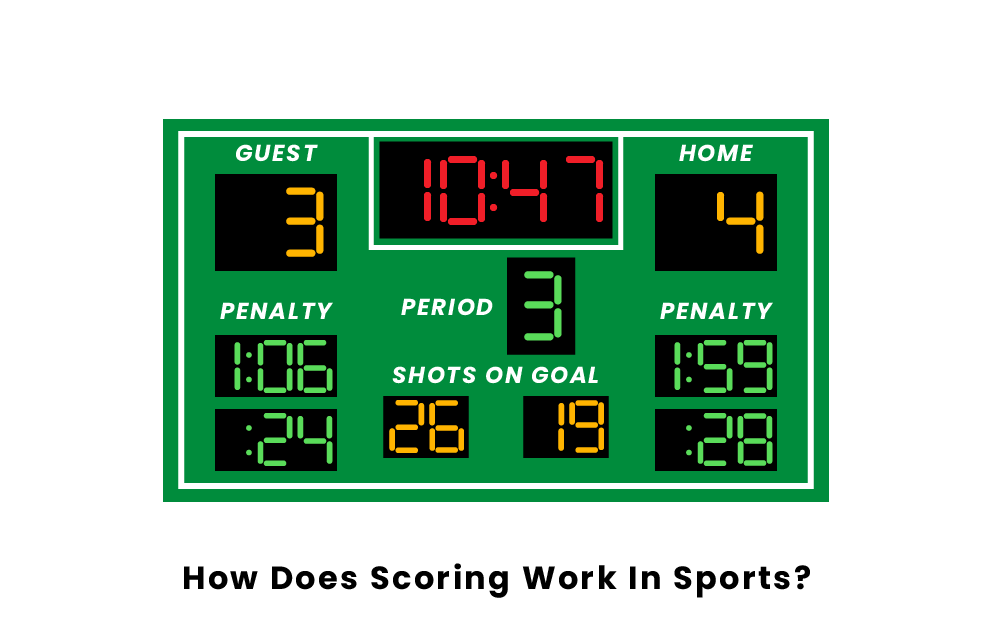 GUEST
10:47
HOME
3
4
PERIOD
3
PENALTY
PENALTY
1:06
1:59
SHOTS ON GOAL
:24
26
19
:28
How Does Scoring Work In Sports?